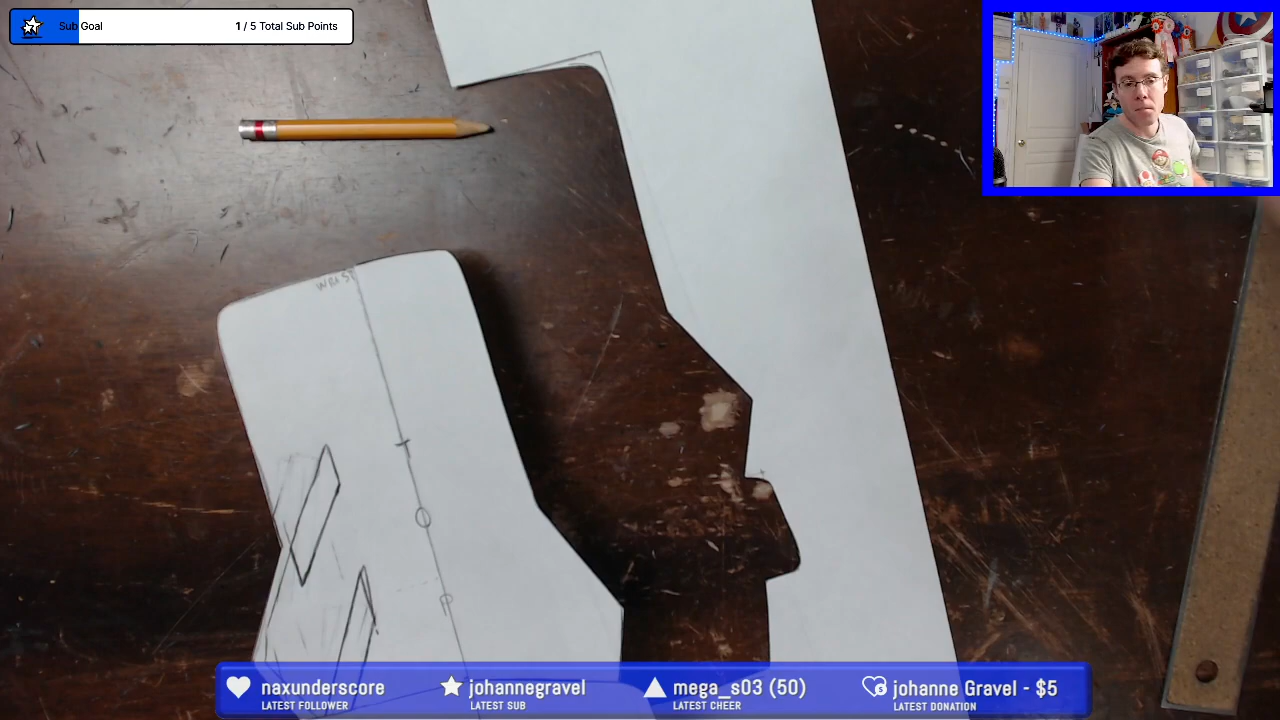 Sub Goal
1 / 5 Total Sub Points
WRIST
T
O
P
naxunderscore
LATEST FOLLOWER
johannegravel
LATEST SUB
mega_s03 (50)
LATEST CHEER
johanne Gravel - $5
LATEST DONATION